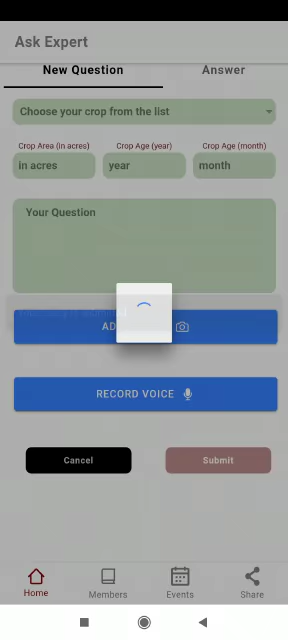 Ask Expert
New Question
Answer
Choose your crop from the list
Crop Area (in acres)
Crop Age (year)
Crop Age (month)
in acres
year
month
Your Question
AD
RECORD VOICE
Cancel
Submit
Home
Members
Events
Share